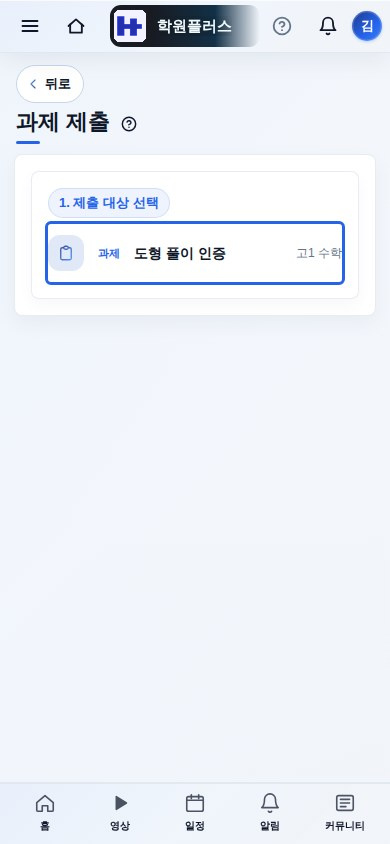 학원플러스
김
뒤로
과제 제출
1. 제출 대상 선택
과제 도형 풀이 인증 고1 수학
홈 영상 일정 알림 커뮤니티